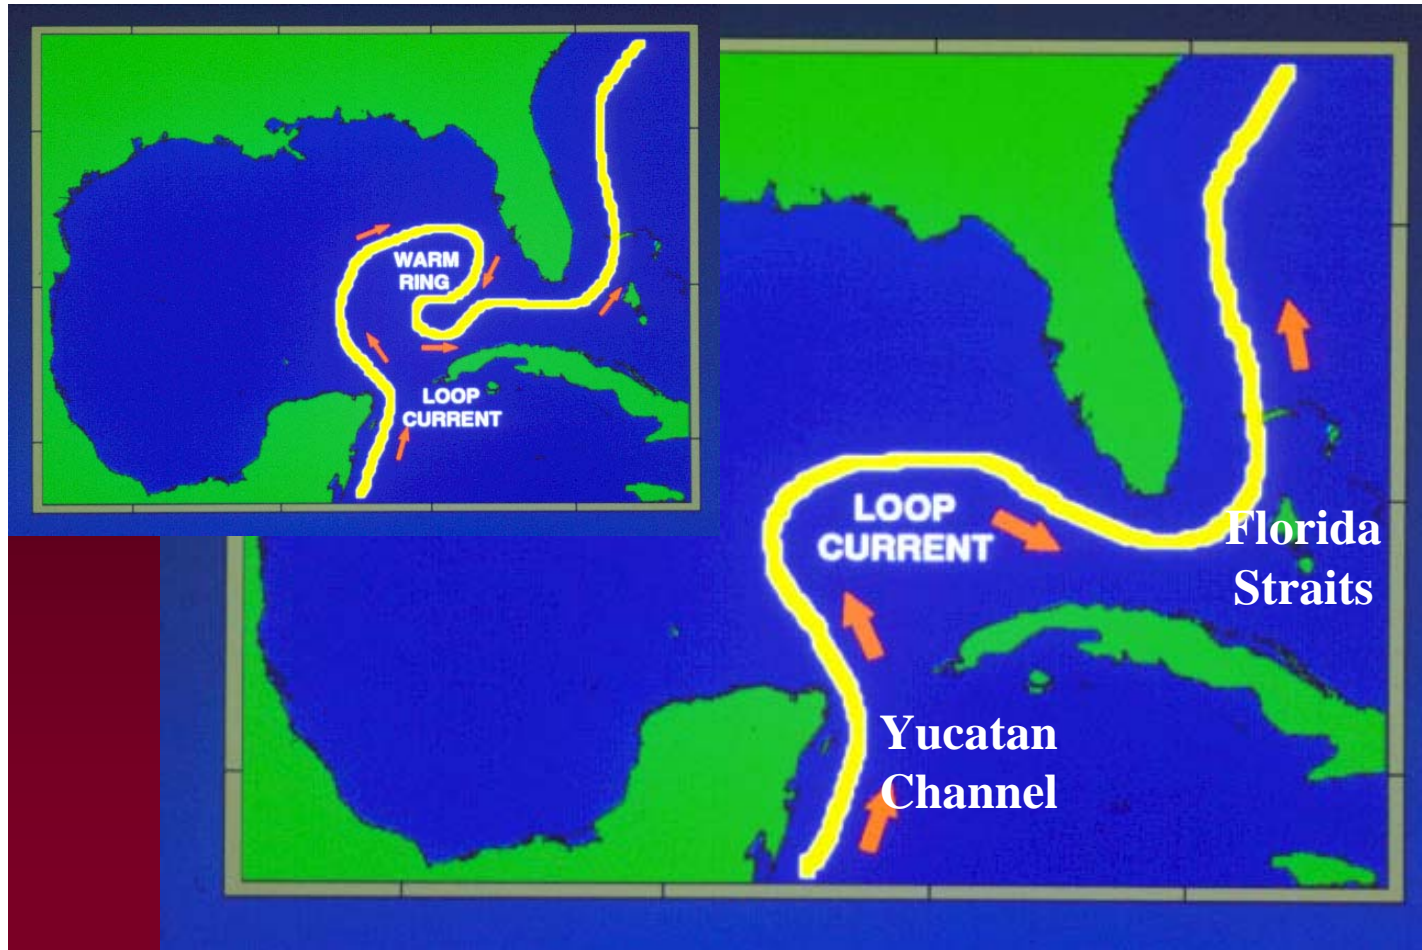 WARM
RING
LOOP
CURRENT
LOOP
CURRENT
Florida
Straits
Yucatan
Channel